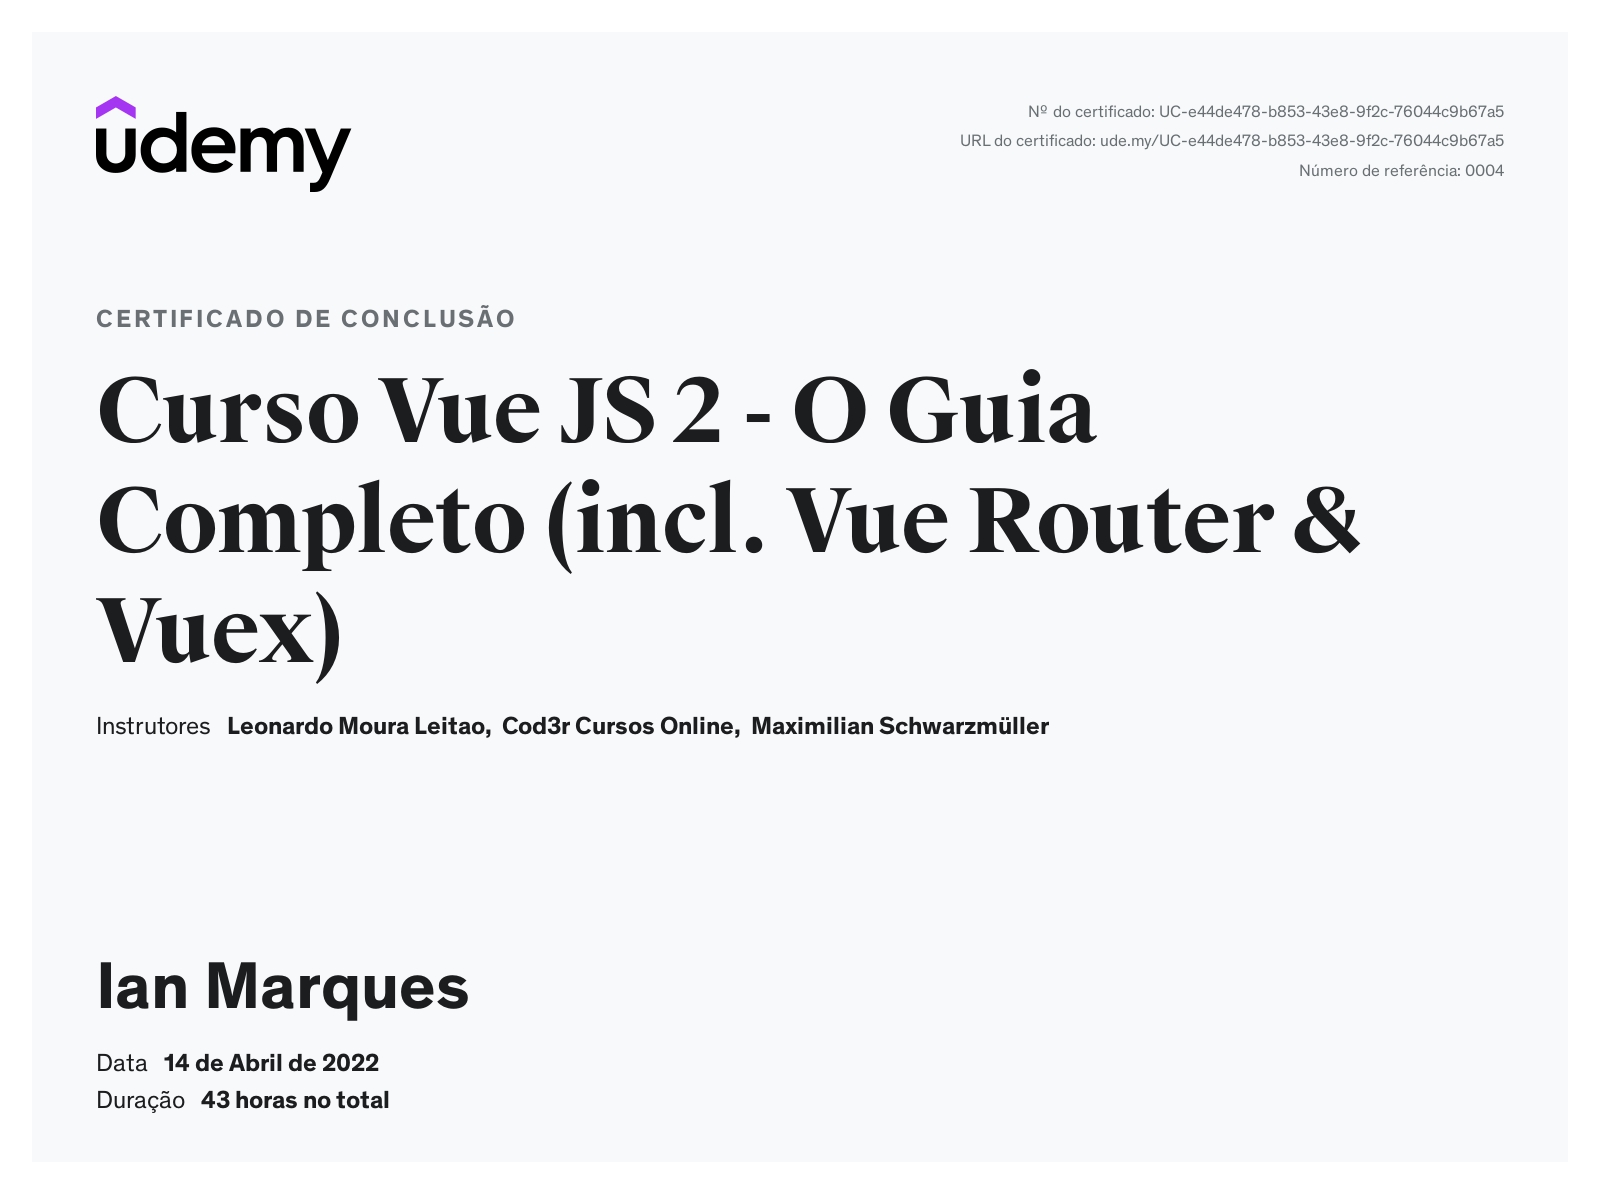 udemy
Nº do certificado: UC-e44de478-b853-43e8-9f2c-76044c9b67a5
URL do certificado: ude.my/UC-e44de478-b853-43e8-9f2c-76044c9b67a5
Número de referência: 0004
CERTIFICADO DE CONCLUSÃO
Curso Vue JS 2 - O Guia
Completo (incl. Vue Router &
Vuex)
Instrutores Leonardo Moura Leitao, Cod3r Cursos Online, Maximilian Schwarzmüller
Ian Marques
Data 14 de Abril de 2022
Duração 43 horas no total